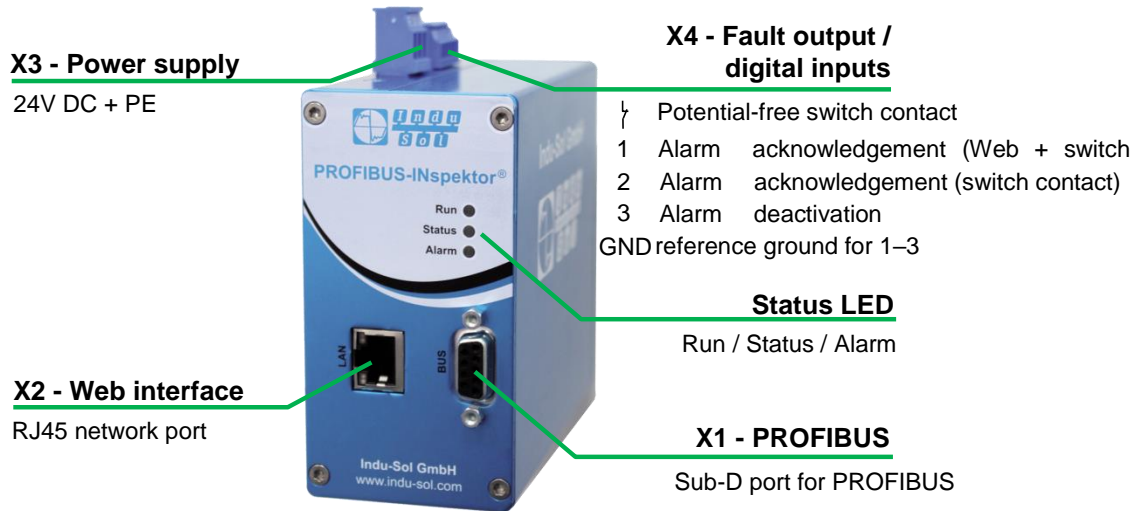 X3 - Power supply
24V DC + PE
X4 - Fault output /
digital inputs
Potential-free switch contact
1 Alarm acknowledgement (Web + switch
2 Alarm acknowledgement (switch contact)
3 Alarm deactivation
GND reference ground for 1–3
Status LED
Run / Status / Alarm
X2 - Web interface
RJ45 network port
X1 - PROFIBUS
Sub-D port for PROFIBUS
Indu
Sol
PROFIBUS-INspektor®
Run
Status
Alarm
LAN
BUS
Indu-Sol GmbH
www.indu-sol.com
Indu-Sol GmbH